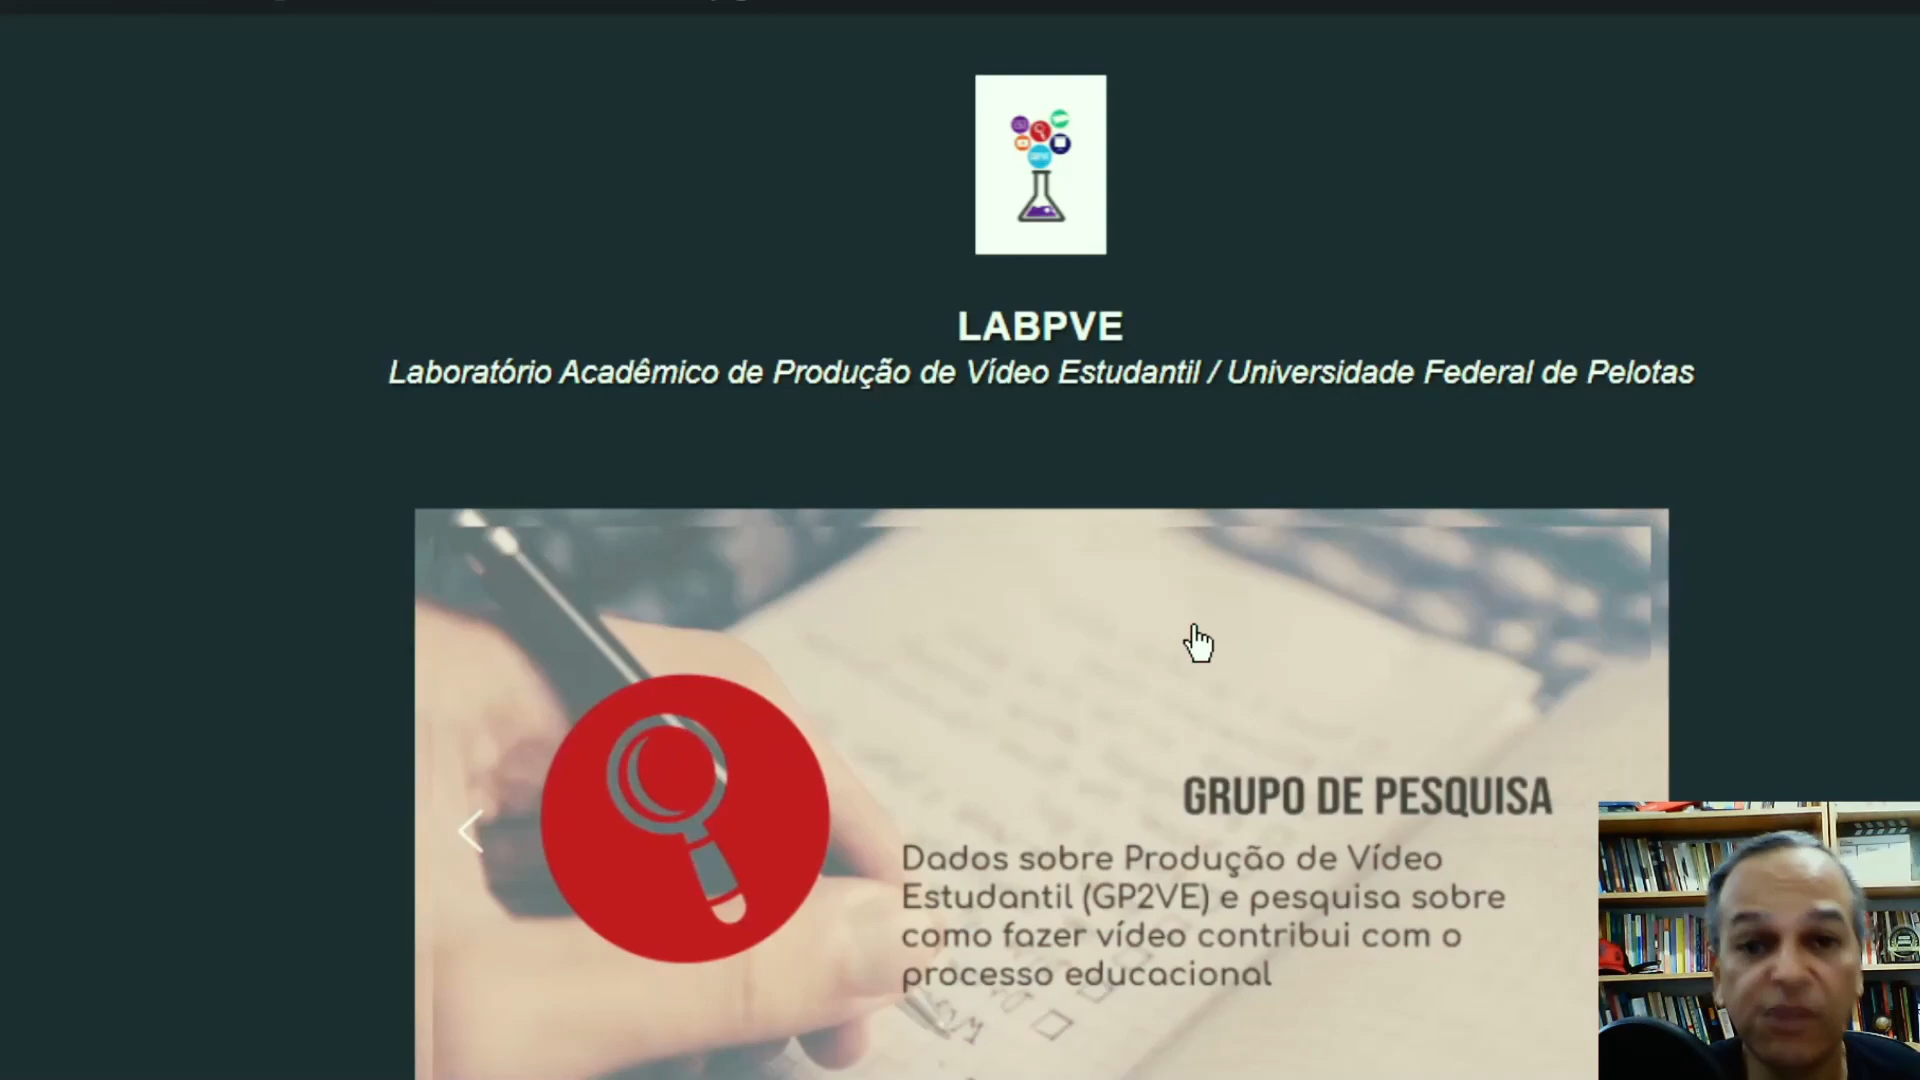 LABPVE
Laboratório Acadêmico de Produção de Vídeo Estudantil / Universidade Federal de Pelotas
GRUPO DE PESQUISA
Dados sobre Produção de Vídeo
Estudantil (GP2VE) e pesquisa sobre
como fazer vídeo contribui com o
processo educacional